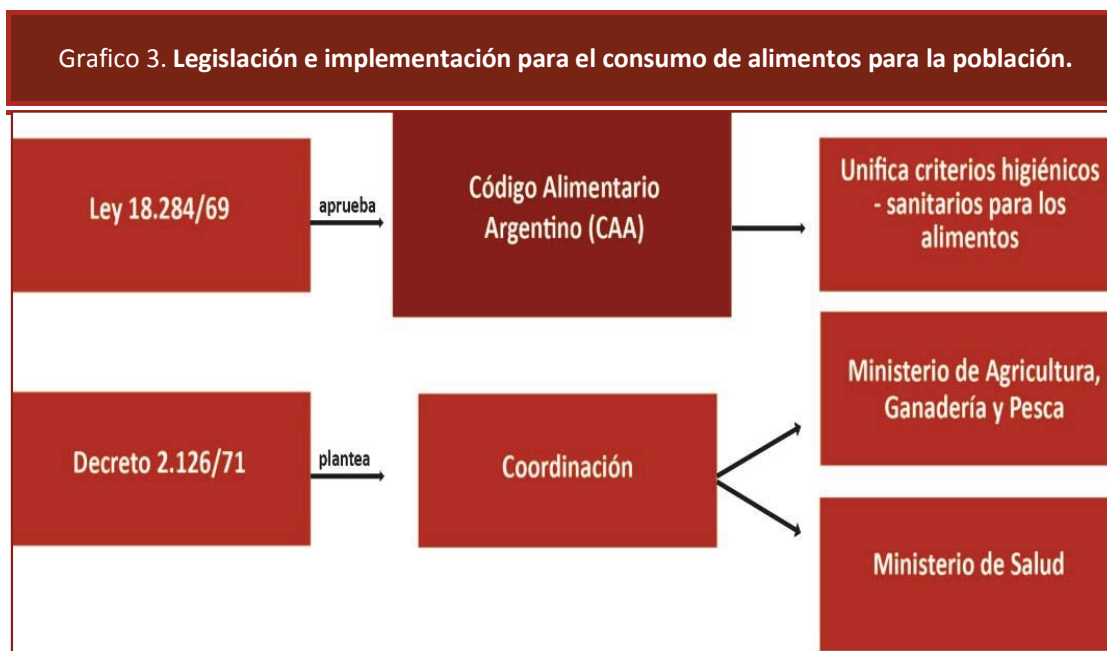 Grafico 3. Legislación e implementación para el consumo de alimentos para la población.
Ley 18.284/69
aprueba
Código Alimentario
Argentino (CAA)
Unifica criterios higiénicos
- sanitarios para los
alimentos
Decreto 2.126/71
plantea
Coordinación
Ministerio de Agricultura,
Ganadería y Pesca
Ministerio de Salud